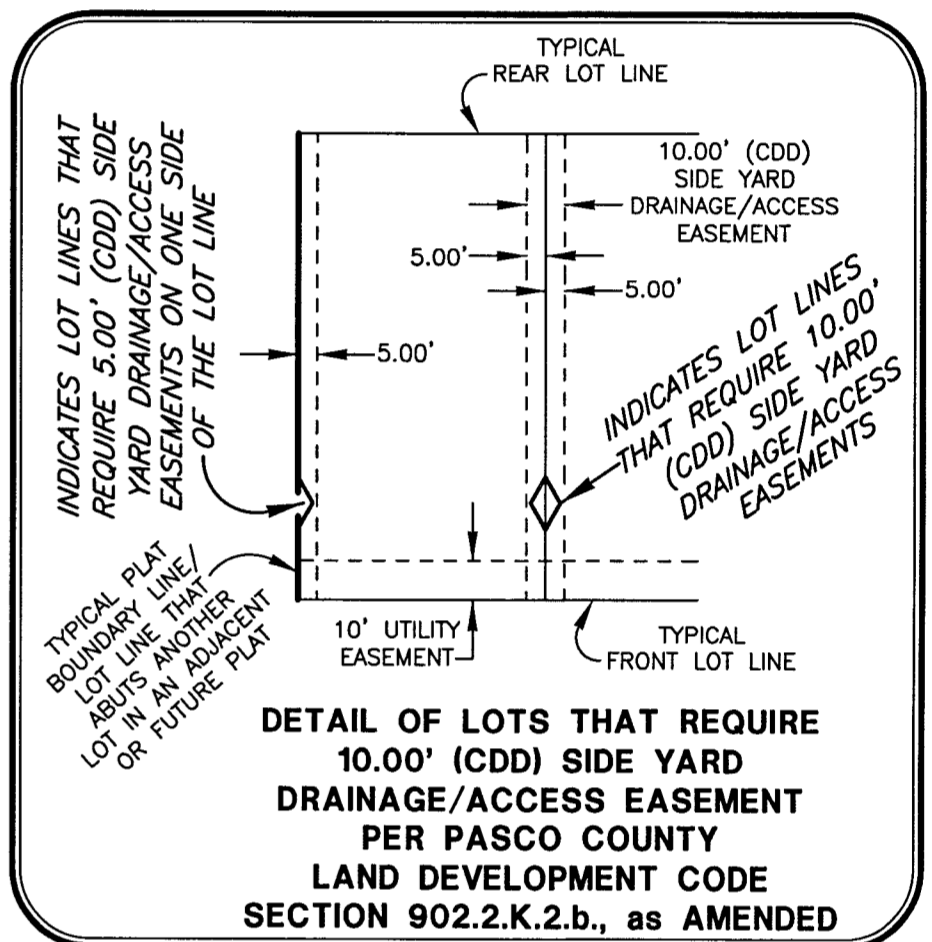 TYPICAL
REAR LOT LINE
INDICATES LOT LINES THAT
REQUIRE 5.00' (CDD) SIDE
YARD DRAINAGE/ACCESS
EASEMENTS ON ONE SIDE
OF THE LOT LINE
10.00' (CDD)
SIDE YARD
DRAINAGE/ACCESS
EASEMENT
5.00'
5.00'
5.00'
INDICATES LOT LINES
THAT REQUIRE 10.00'
(CDD) SIDE YARD
DRAINAGE/ACCESS
EASEMENTS
TYPICAL PLAT
BOUNDARY LINE/
LOT LINE THAT
ABUTS ANOTHER
LOT IN AN ADJACENT
OR FUTURE PLAT
10' UTILITY
EASEMENT
TYPICAL
FRONT LOT LINE
DETAIL OF LOTS THAT REQUIRE
10.00' (CDD) SIDE YARD
DRAINAGE/ACCESS EASEMENT
PER PASCO COUNTY
LAND DEVELOPMENT CODE
SECTION 902.2.K.2.b., as AMENDED